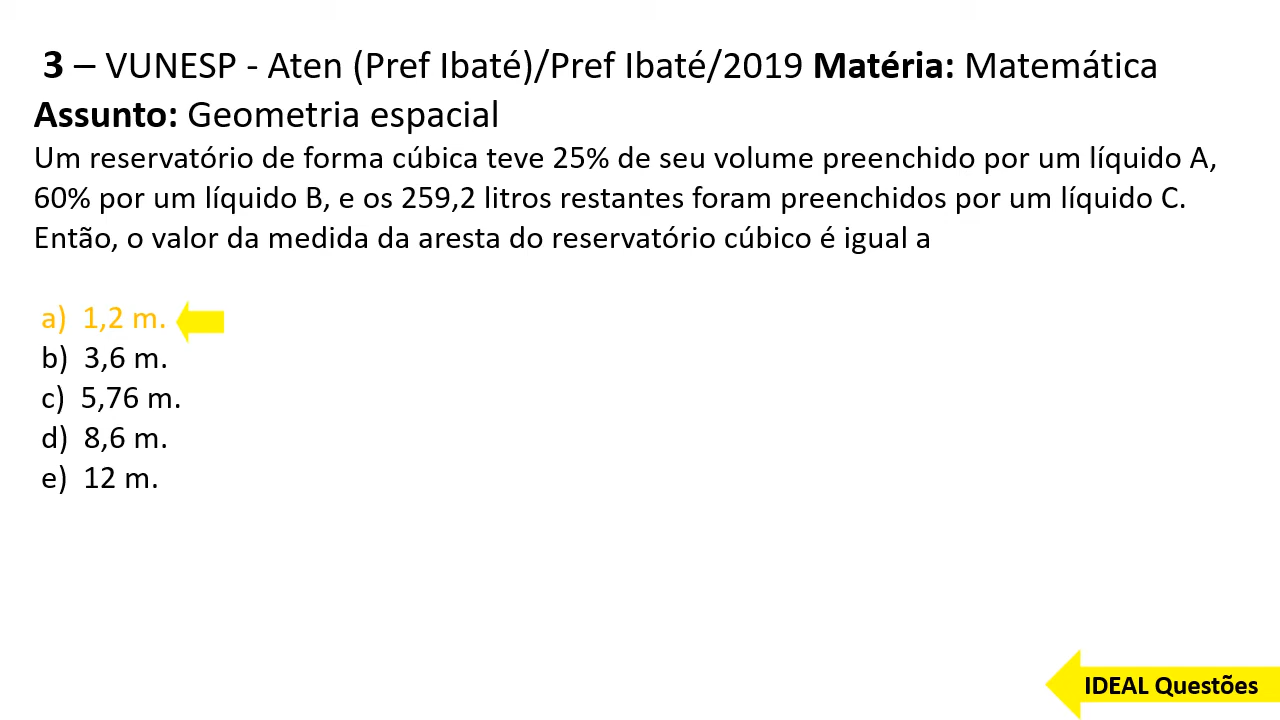 3 – VUNESP - Aten (Pref Ibaté)/Pref Ibaté/2019 Matéria: Matemática
Assunto: Geometria espacial
Um reservatório de forma cúbica teve 25% de seu volume preenchido por um líquido A,
60% por um líquido B, e os 259,2 litros restantes foram preenchidos por um líquido C.
Então, o valor da medida da aresta do reservatório cúbico é igual a
a) 1,2 m.
b) 3,6 m.
c) 5,76 m.
d) 8,6 m.
e) 12 m.
IDEAL Questões